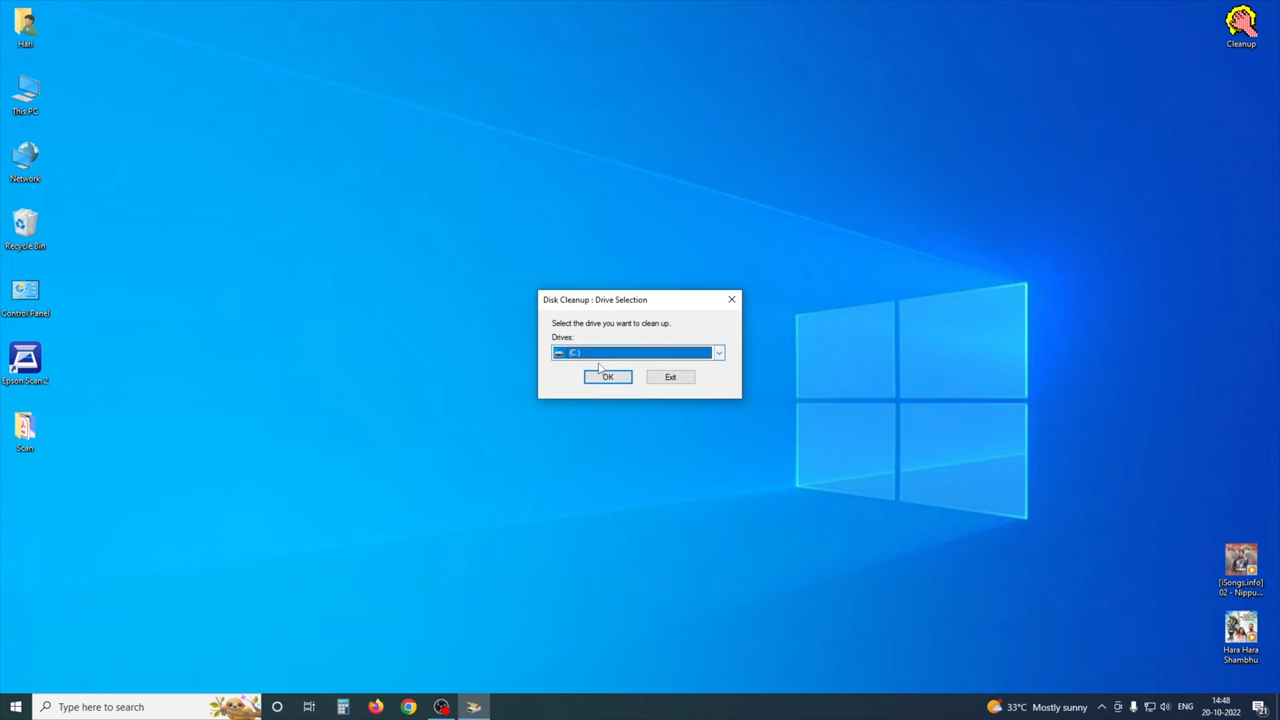 Han
This PC
Network
Recycle Bin
Control Panel
Epson Scan 2
Scan
Cleanup
Disk Cleanup : Drive Selection
Select the drive you want to clean up.
Drives:
(C:)
OK
Exit
[iSongs.info]
02 - Nippu...
Hara Hara
Shambhu
Type here to search
33°C Mostly sunny
ENG
14:48
20-10-2022
21